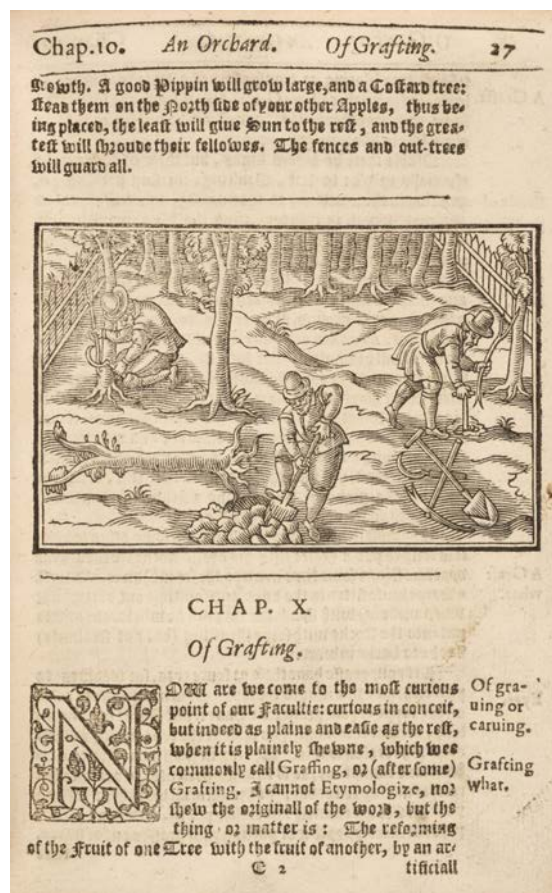 Chap.10. An Orchard. Of Grafting. 27
growth. A good Pippin will grow large, and a Costard tree:
stead them on the North side of your other Apples, thus be-
ing placed, the least will giue Sun to the rest, and the grea-
test will shroude their fellowes. The fences and out-trees
will guard all.
CHAP. X.
Of Grafting.
NOW are we come to the most curious
point of our Facultie: curious in conceit,
but indeed as plaine and easie as the rest,
when it is plainely shewne, which wee
commonly call Graffing, or (after some)
Grafting. I cannot Etymologize, nor
shew the originall of the word, but the
thing or matter is: The reforming
of the Fruit of one Tree with the fruit of another, by an ar-
C 2 tificiall
Of gra-
uing or
caruing.
Grafting
what.